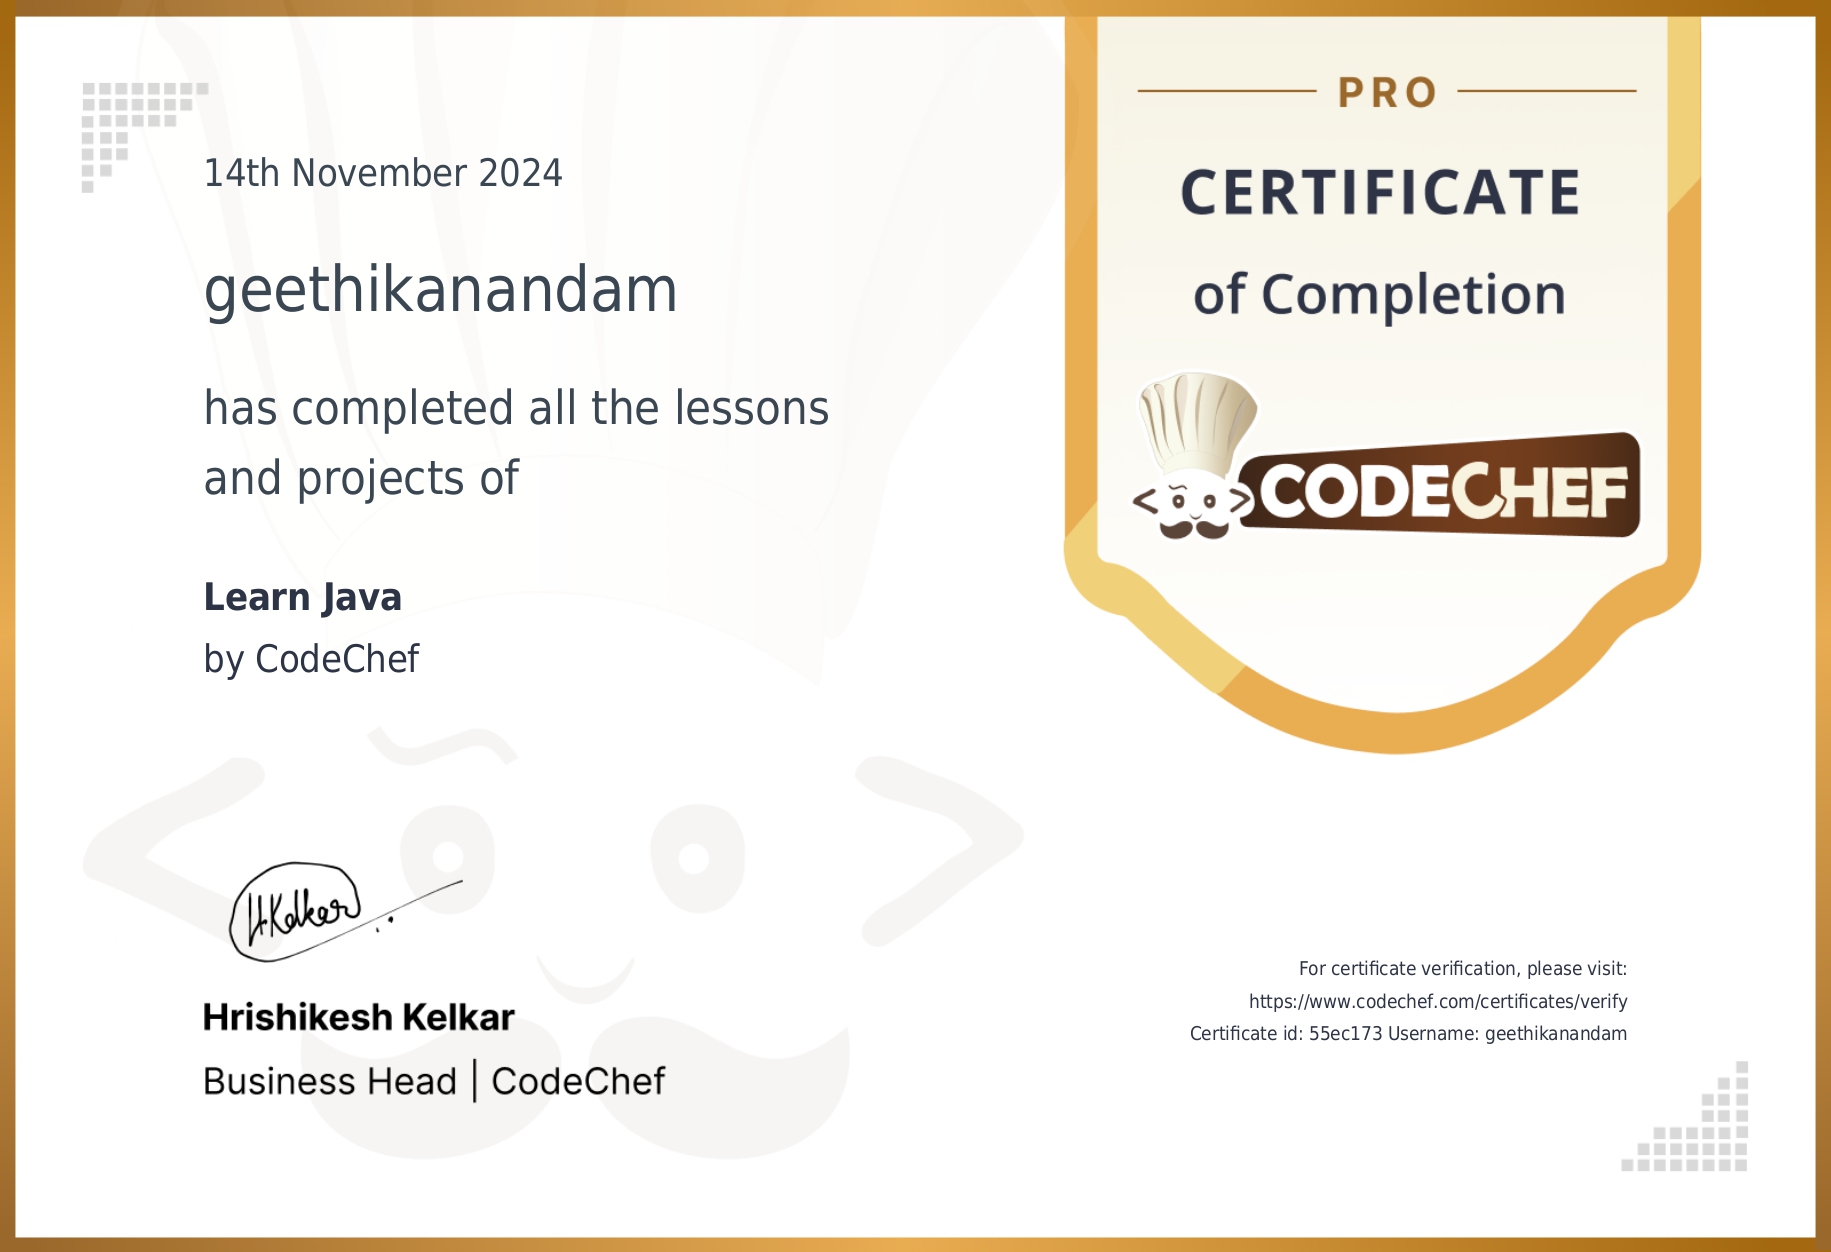 14th November 2024
geethikanandam
has completed all the lessons
and projects of
Learn Java
by CodeChef
HKelkar
Hrishikesh Kelkar
Business Head | CodeChef
PRO
CERTIFICATE
of Completion
CODECHEF
For certificate verification, please visit:
https://www.codechef.com/certificates/verify
Certificate id: 55ec173 Username: geethikanandam